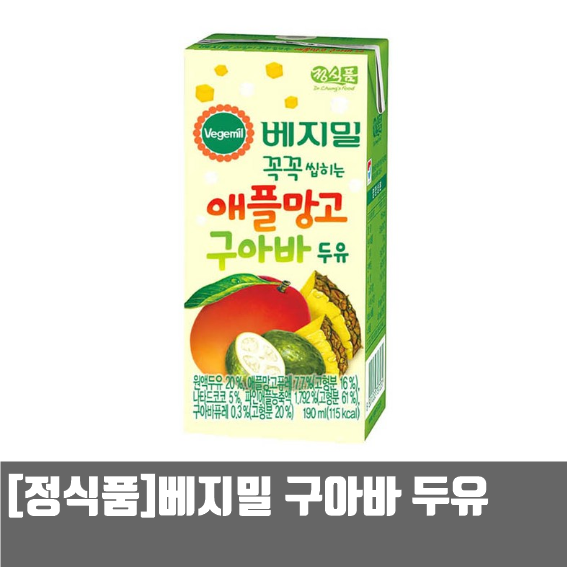 정식품
Dr. Chung's Food
Vegemil
베지밀
꼭꼭 씹히는
애플망고
구아바 두유
원액두유 20%, 애플망고퓨레 7.7%(고형분 16%),
나타드코코 5%, 파인애플농축액 1.792%(고형분 61%),
구아바퓨레 0.3%(고형분 20%) 190 ml(115 kcal)
[정식품]베지밀 구아바 두유